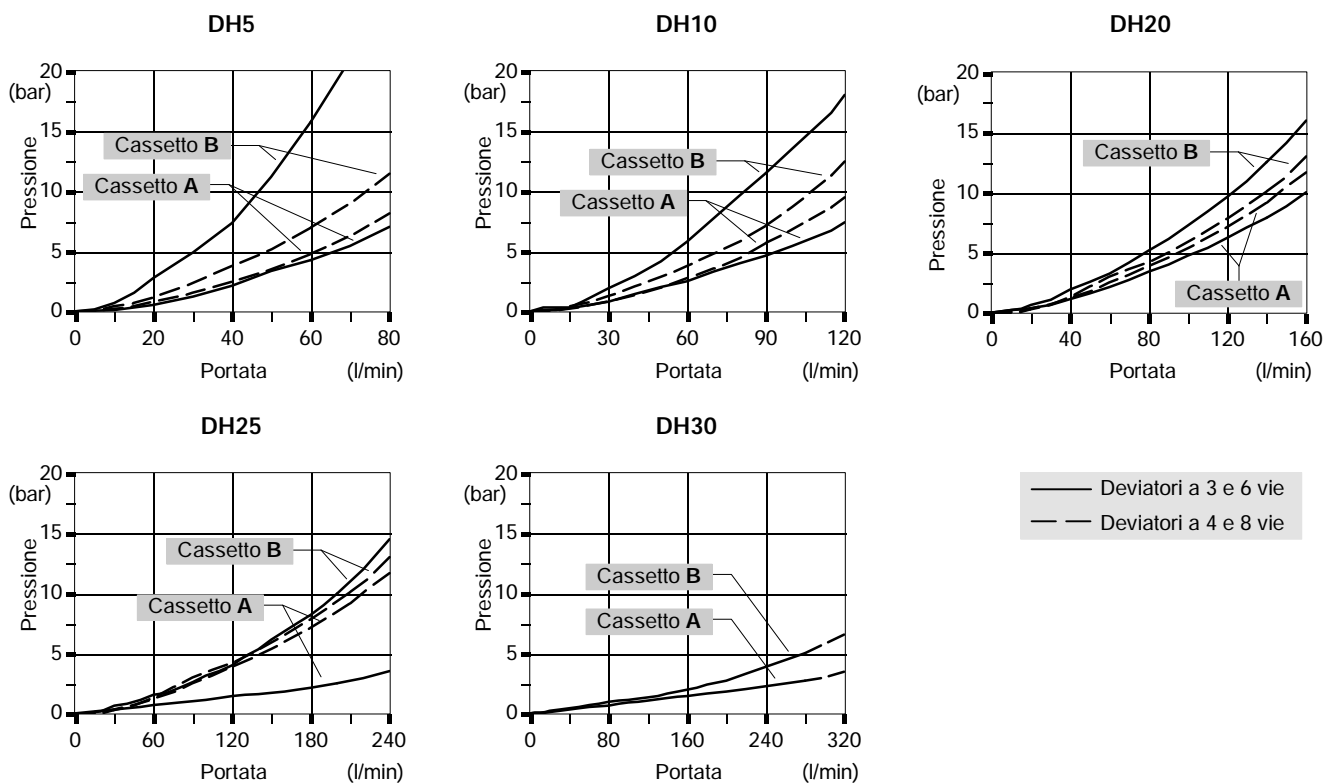 DH5
DH10
DH20
20
(bar)
15
10
5
0
Pressione
Cassetto B
Cassetto A
0 20 40 60 80
Portata (l/min)
20
(bar)
15
10
5
0
Pressione
Cassetto B
Cassetto A
0 30 60 90 120
Portata (l/min)
20
(bar)
15
10
5
0
Pressione
Cassetto B
Cassetto A
0 40 80 120 160
Portata (l/min)
DH25
DH30
20
(bar)
15
10
5
0
Pressione
Cassetto B
Cassetto A
0 60 120 180 240
Portata (l/min)
20
(bar)
15
10
5
0
Pressione
Cassetto B
Cassetto A
0 80 160 240 320
Portata (l/min)
Deviatori a 3 e 6 vie
Deviatori a 4 e 8 vie